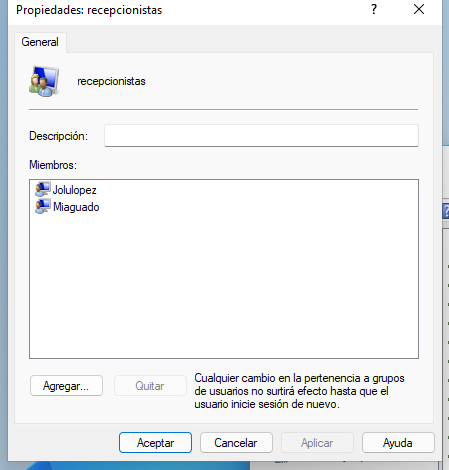 Propiedades: recepcionistas
?
General
recepcionistas
Descripción:
Miembros:
Jolulopez
Miaguado
Agregar...
Quitar
Cualquier cambio en la pertenencia a grupos
de usuarios no surtirá efecto hasta que el
usuario inicie sesión de nuevo.
Aceptar
Cancelar
Aplicar
Ayuda